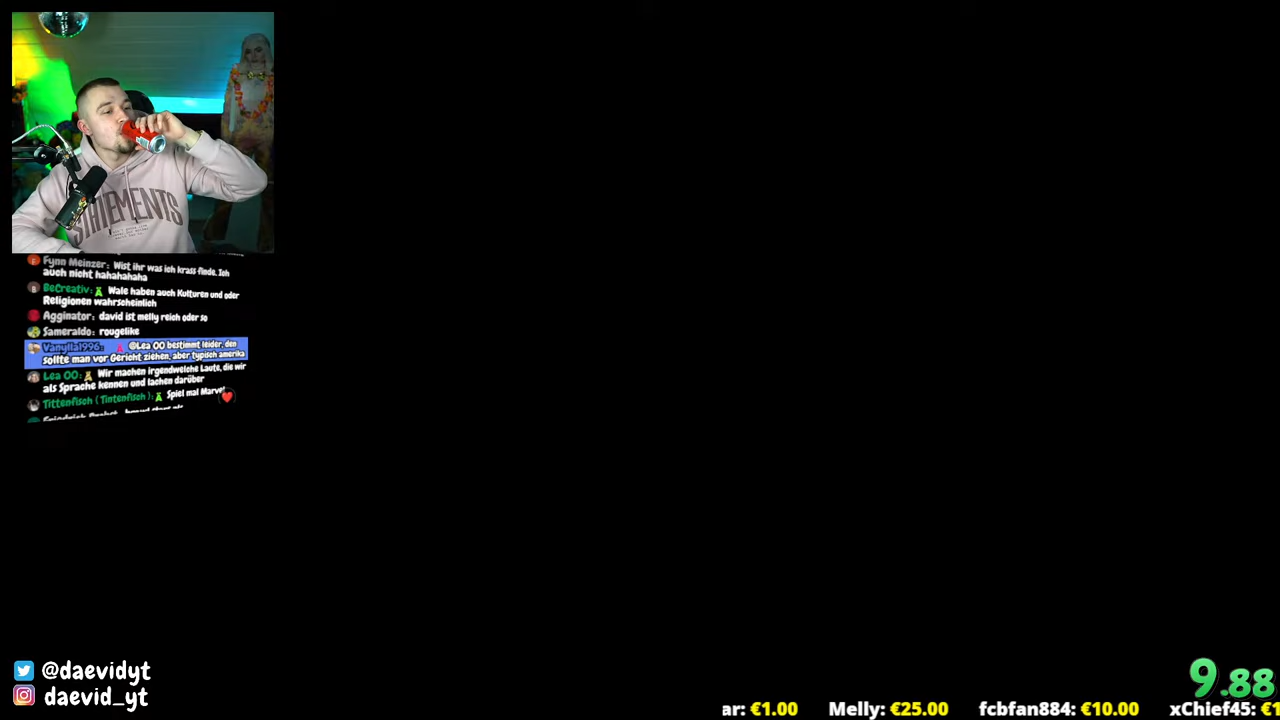 STATEMENTS
Fynn Meinzer: Wist ihr was ich krass finde. Ich
auch nicht hahahahaha
BeCreativ: Wale haben auch Kulturen und oder
Religionen wahrscheinlich
Agginator: david ist melly reich oder so
Sameraldo: rougelike
Vanylla1996: @Lea OO bestimmt leider, den
sollte man vor Gericht ziehen, aber typisch amerika
Lea OO: Wir machen irgendwelche Laute, die wir
als Sprache kennen und lachen darüber
Tittenfisch (Tintenfisch): Spiel mal Marvel
@daevidyt
daevid_yt
9.88
ar: €1.00 Melly: €25.00 fcbfan884: €10.00 xChief45: €1